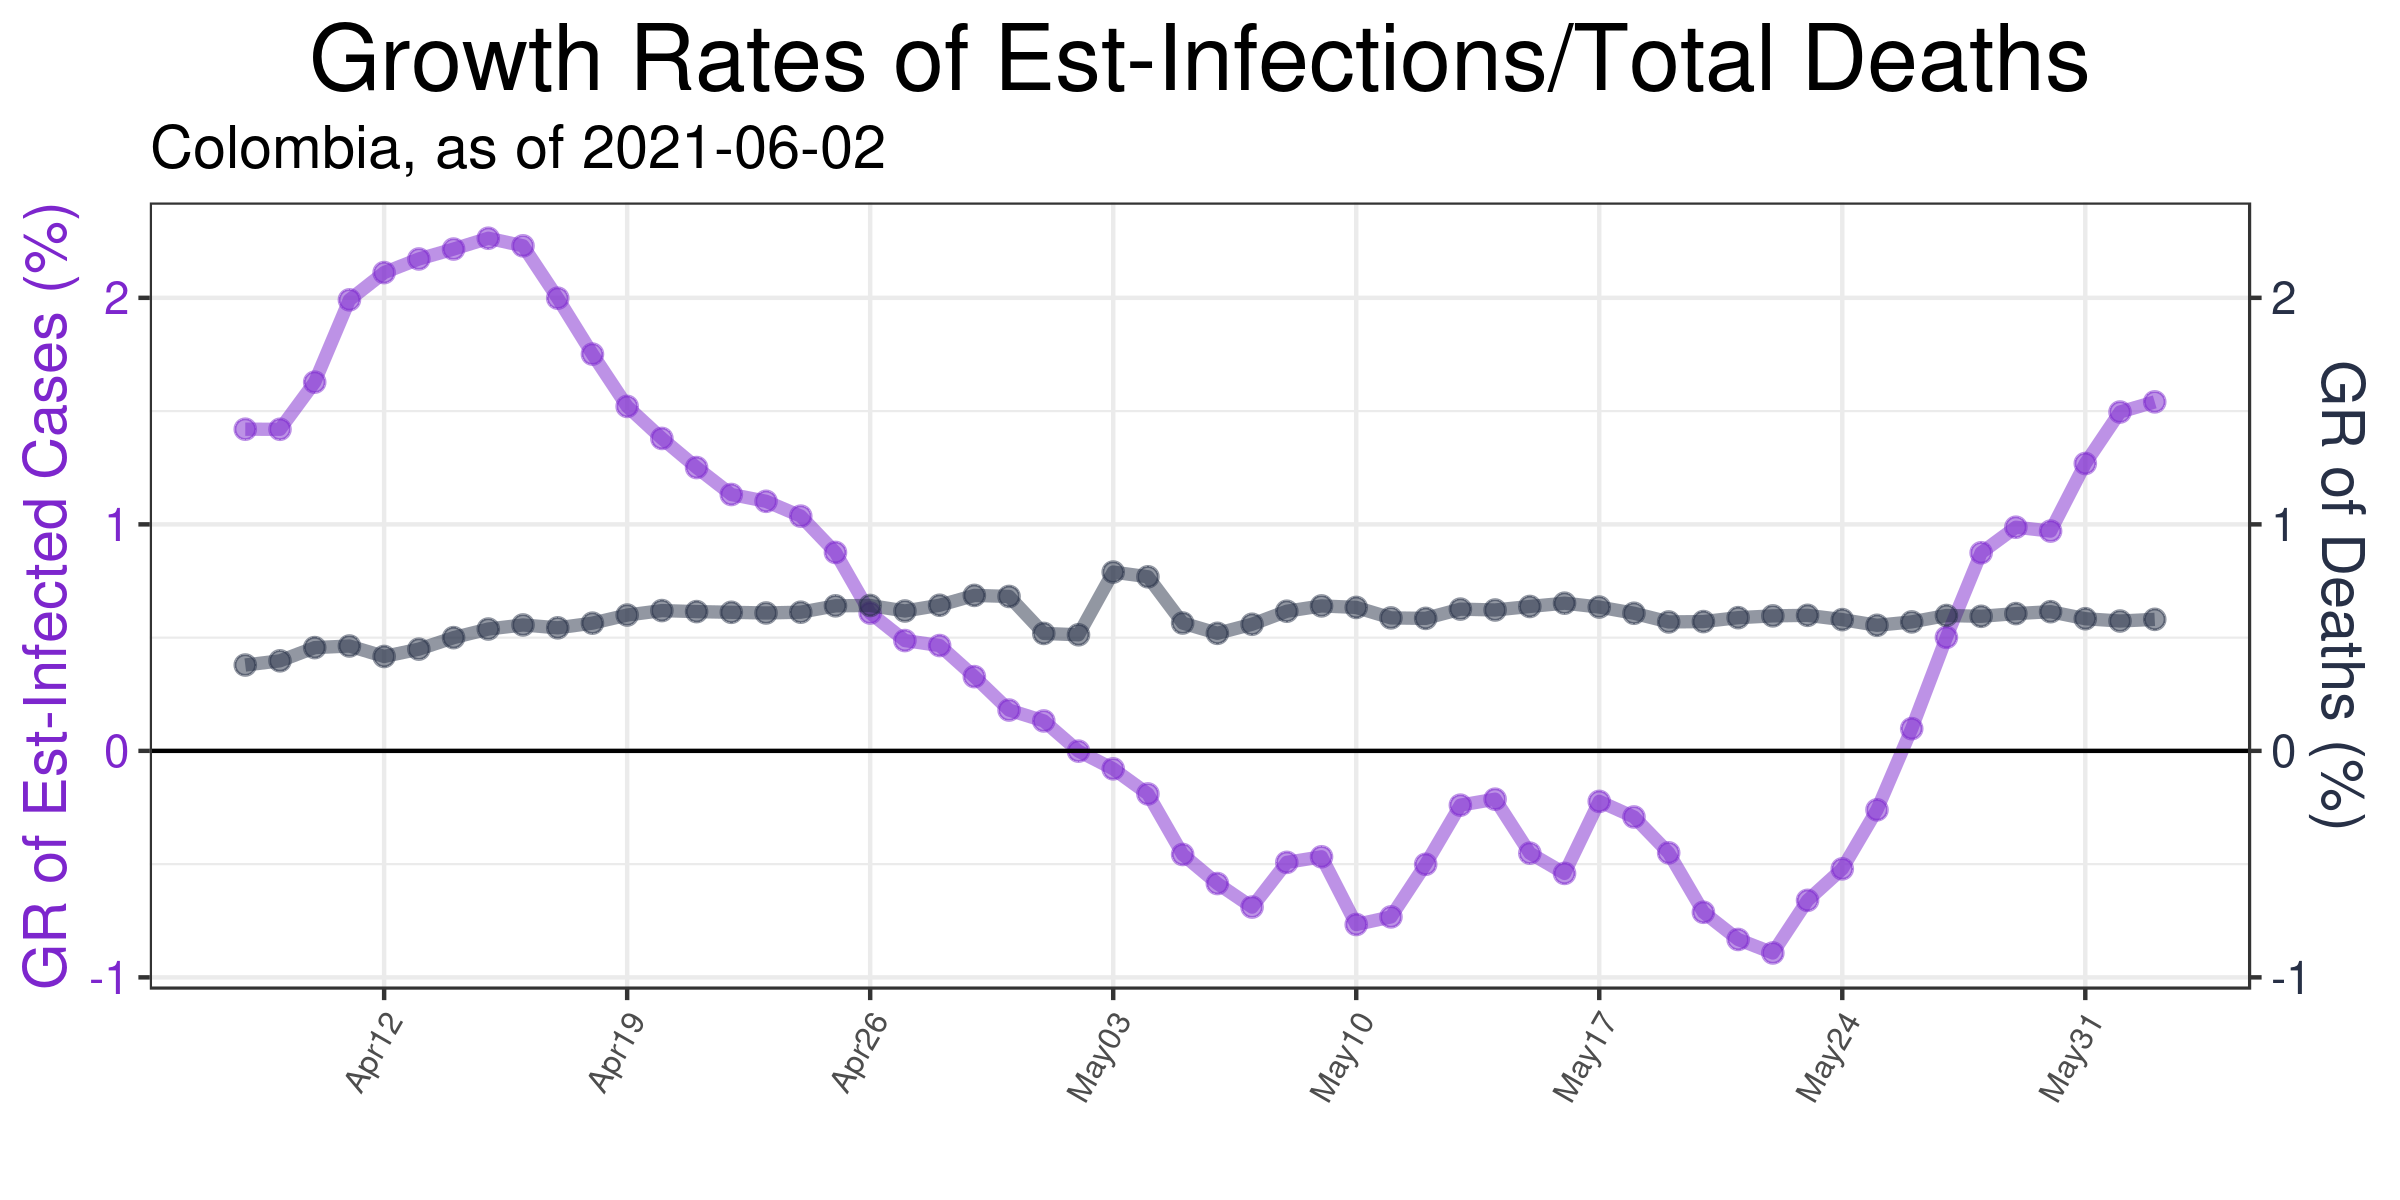 Growth Rates of Est-Infections/Total Deaths
Colombia, as of 2021-06-02
GR of Est-Infected Cases (%)
2
1
0
-1
2
1
0
-1
GR of Deaths (%)
Apr12
Apr19
Apr26
May03
May10
May17
May24
May31